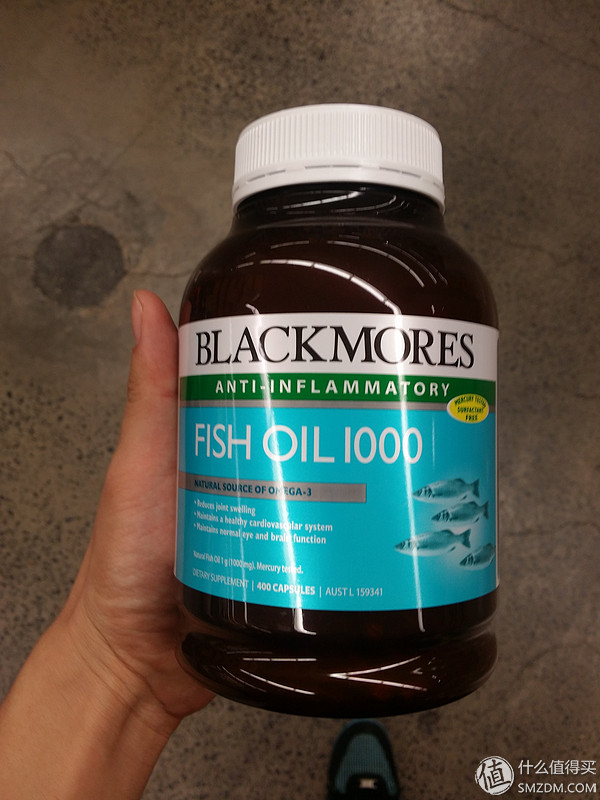 BLACKMORES
ANTI-INFLAMMATORY
MERCURY TESTED
SURFACTANT
FREE
FISH OIL 1000
NATURAL SOURCE OF OMEGA-3
• Reduces joint swelling
• Maintains a healthy cardiovascular system
• Maintains normal eye and brain function
Natural Fish Oil 1 g (1000 mg). Mercury tested.
DIETARY SUPPLEMENT | 400 CAPSULES | AUST L 159341
值 什么值得买
SMZDM.COM